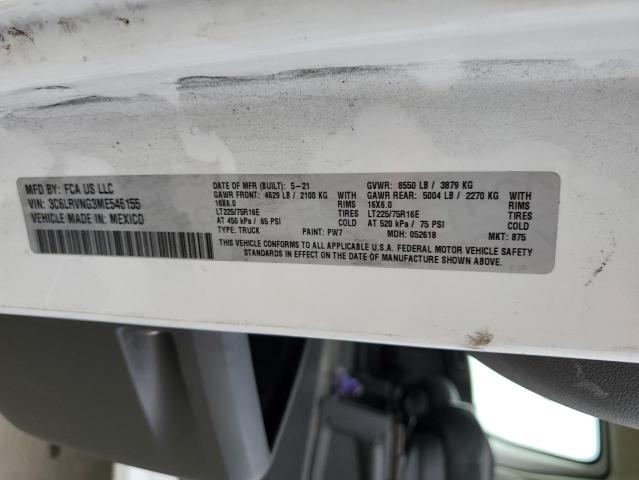 MFD BY: FCA US LLC
VIN: 3C6LRVNG3ME546155
VEHICLE MADE IN: MEXICO
DATE OF MFR (BUILT): 5-21
GAWR FRONT: 4629 LB / 2100 KG
16X6.0 RIMS
LT225/75R16E TIRES
AT 450 kPa / 65 PSI COLD
TYPE: TRUCK PAINT: PW7
GVWR: 8550 LB / 3879 KG
GAWR REAR: 5004 LB / 2270 KG
16X6.0 RIMS
LT225/75R16E TIRES
AT 520 kPa / 75 PSI COLD
MDH: 052618 MKT: 875
THIS VEHICLE CONFORMS TO ALL APPLICABLE U.S.A. FEDERAL MOTOR VEHICLE SAFETY
STANDARDS IN EFFECT ON THE DATE OF MANUFACTURE SHOWN ABOVE.